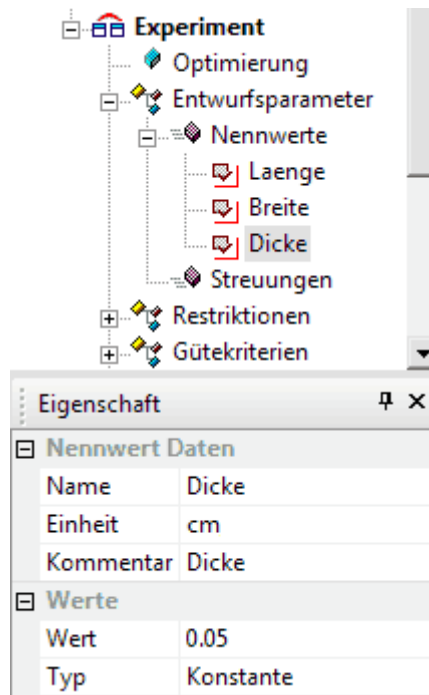 Experiment
Optimierung
Entwurfsparameter
Nennwerte
Laenge
Breite
Dicke
Streuungen
Restriktionen
Gütekriterien
Eigenschaft
Nennwert Daten
Name Dicke
Einheit cm
Kommentar Dicke
Werte
Wert 0.05
Typ Konstante